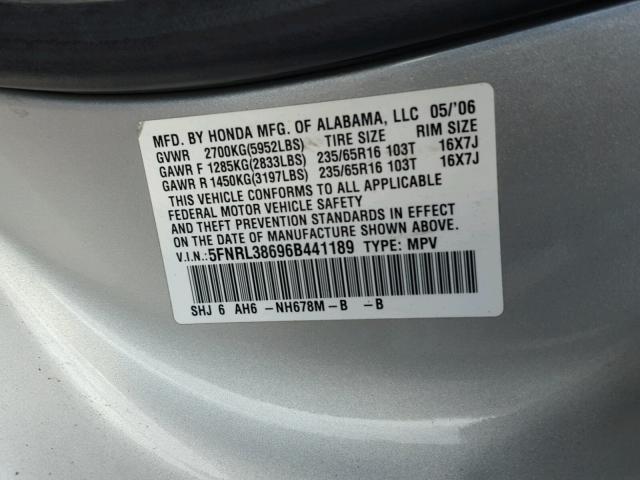 MFD. BY HONDA MFG. OF ALABAMA, LLC 05/'06
GVWR 2700KG(5952LBS) TIRE SIZE RIM SIZE
GAWR F 1285KG(2833LBS) 235/65R16 103T 16X7J
GAWR R 1450KG(3197LBS) 235/65R16 103T 16X7J
THIS VEHICLE CONFORMS TO ALL APPLICABLE
FEDERAL MOTOR VEHICLE SAFETY
AND THEFT PREVENTION STANDARDS IN EFFECT
ON THE DATE OF MANUFACTURE SHOWN ABOVE.
V.I.N.: 5FNRL38696B441189 TYPE: MPV
SHJ 6 AH6 -NH678M-B -B